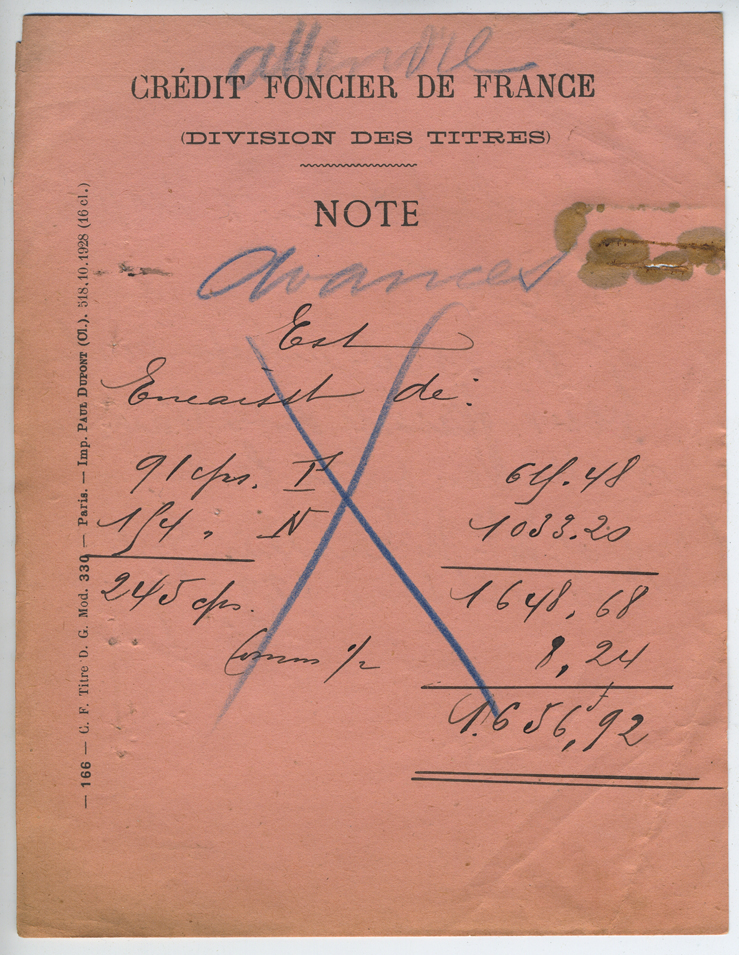 attendre
CRÉDIT FONCIER DE FRANCE
(DIVISION DES TITRES)
NOTE
Avances
Est
Encaisst de:
91 cps. P 615.48
154 " N 1033.20
245 cps. 1648,68
Comm 1/2 8,24
1.656,92
— 166 — C. F. Titre D. G. Mod. 330 — Paris. — Imp. PAUL DUPONT (Cl.). 518.10.1928 (16 cl.)